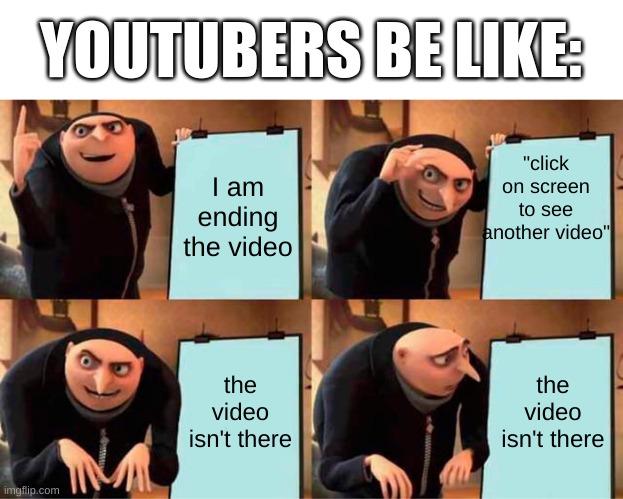 YOUTUBERS BE LIKE:
I am
ending
the video
"click
on screen
to see
another video"
the
video
isn't there
the
video
isn't there
imgflip.com